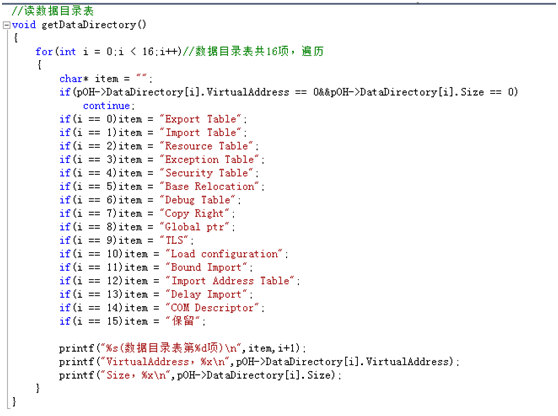 //读数据目录表
void getDataDirectory()
{
    for(int i = 0;i < 16;i++)//数据目录表共16项，遍历
    {
        char* item = "";
        if(pOH->DataDirectory[i].VirtualAddress == 0&&pOH->DataDirectory[i].Size == 0)
            continue;
        if(i == 0)item = "Export Table";
        if(i == 1)item = "Import Table";
        if(i == 2)item = "Resource Table";
        if(i == 3)item = "Exception Table";
        if(i == 4)item = "Security Table";
        if(i == 5)item = "Base Relocation";
        if(i == 6)item = "Debug Table";
        if(i == 7)item = "Copy Right";
        if(i == 8)item = "Global ptr";
        if(i == 9)item = "TLS";
        if(i == 10)item = "Load configuration";
        if(i == 11)item = "Bound Import";
        if(i == 12)item = "Import Address Table";
        if(i == 13)item = "Delay Import";
        if(i == 14)item = "COM Descriptor";
        if(i == 15)item = "保留";

        printf("%s(数据目录表第%d项)\n",item,i+1);
        printf("VirtualAddress：%x\n",pOH->DataDirectory[i].VirtualAddress);
        printf("Size：%x\n",pOH->DataDirectory[i].Size);
    }
}